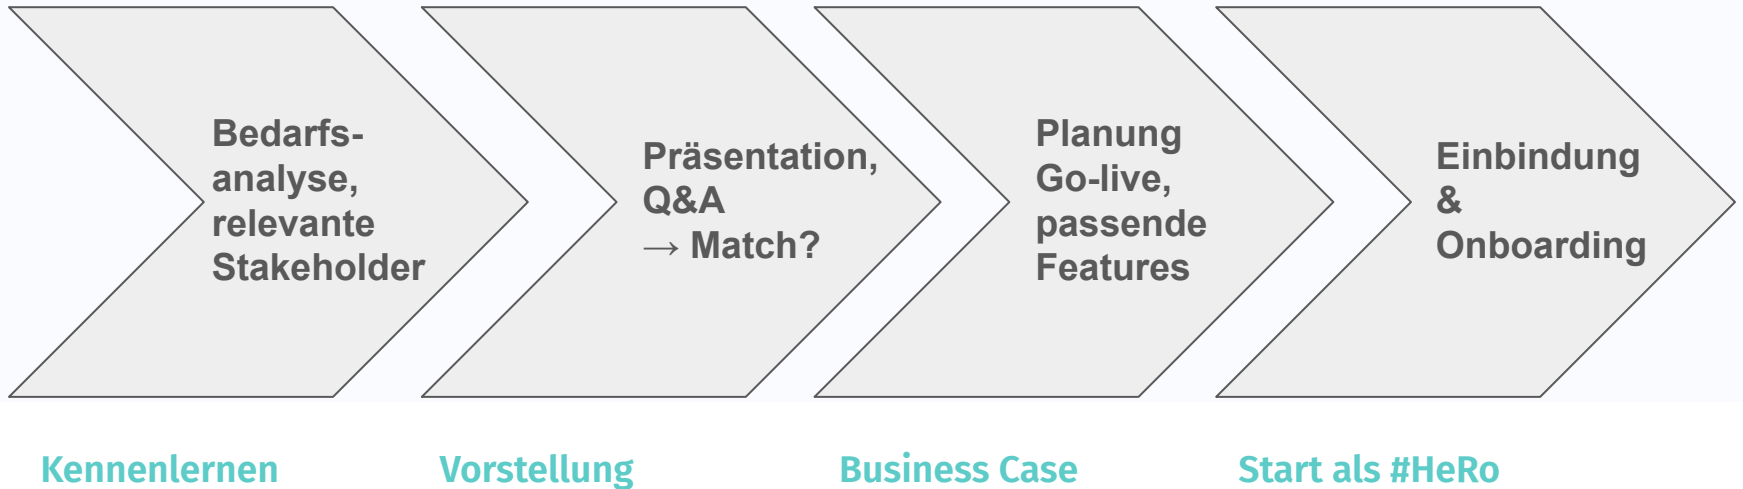 Bedarfs-
analyse,
relevante
Stakeholder
Präsentation,
Q&A
→ Match?
Planung
Go-live,
passende
Features
Einbindung
&
Onboarding
Kennenlernen
Vorstellung
Business Case
Start als #HeRo